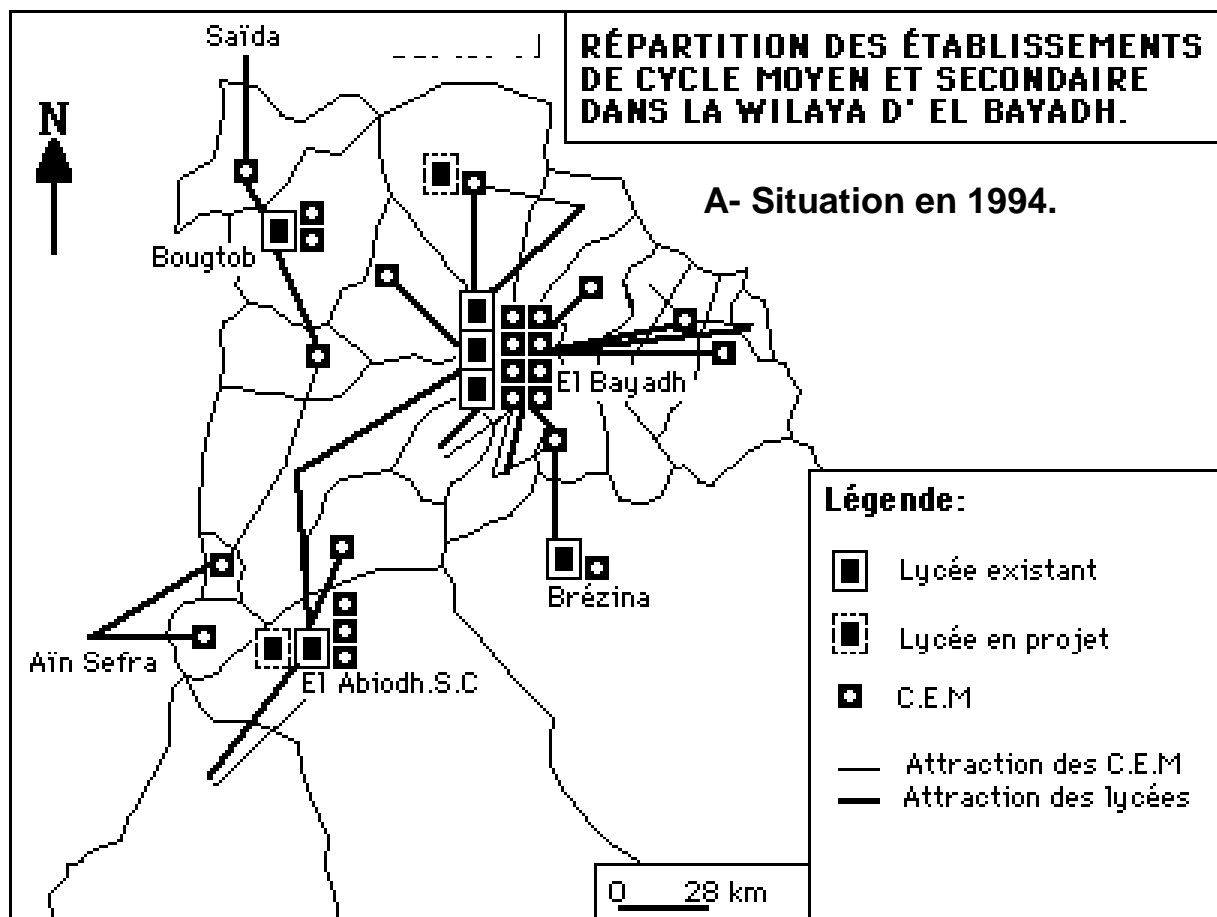 Saïda
RÉPARTITION DES ÉTABLISSEMENTS
DE CYCLE MOYEN ET SECONDAIRE
DANS LA WILAYA D' EL BAYADH.
N
A- Situation en 1994.
Bougtob
El Bayadh
Brézina
Aïn Sefra
El Abiodh.S.C
Légende:
Lycée existant
Lycée en projet
C.E.M
Attraction des C.E.M
Attraction des lycées
0 28 km